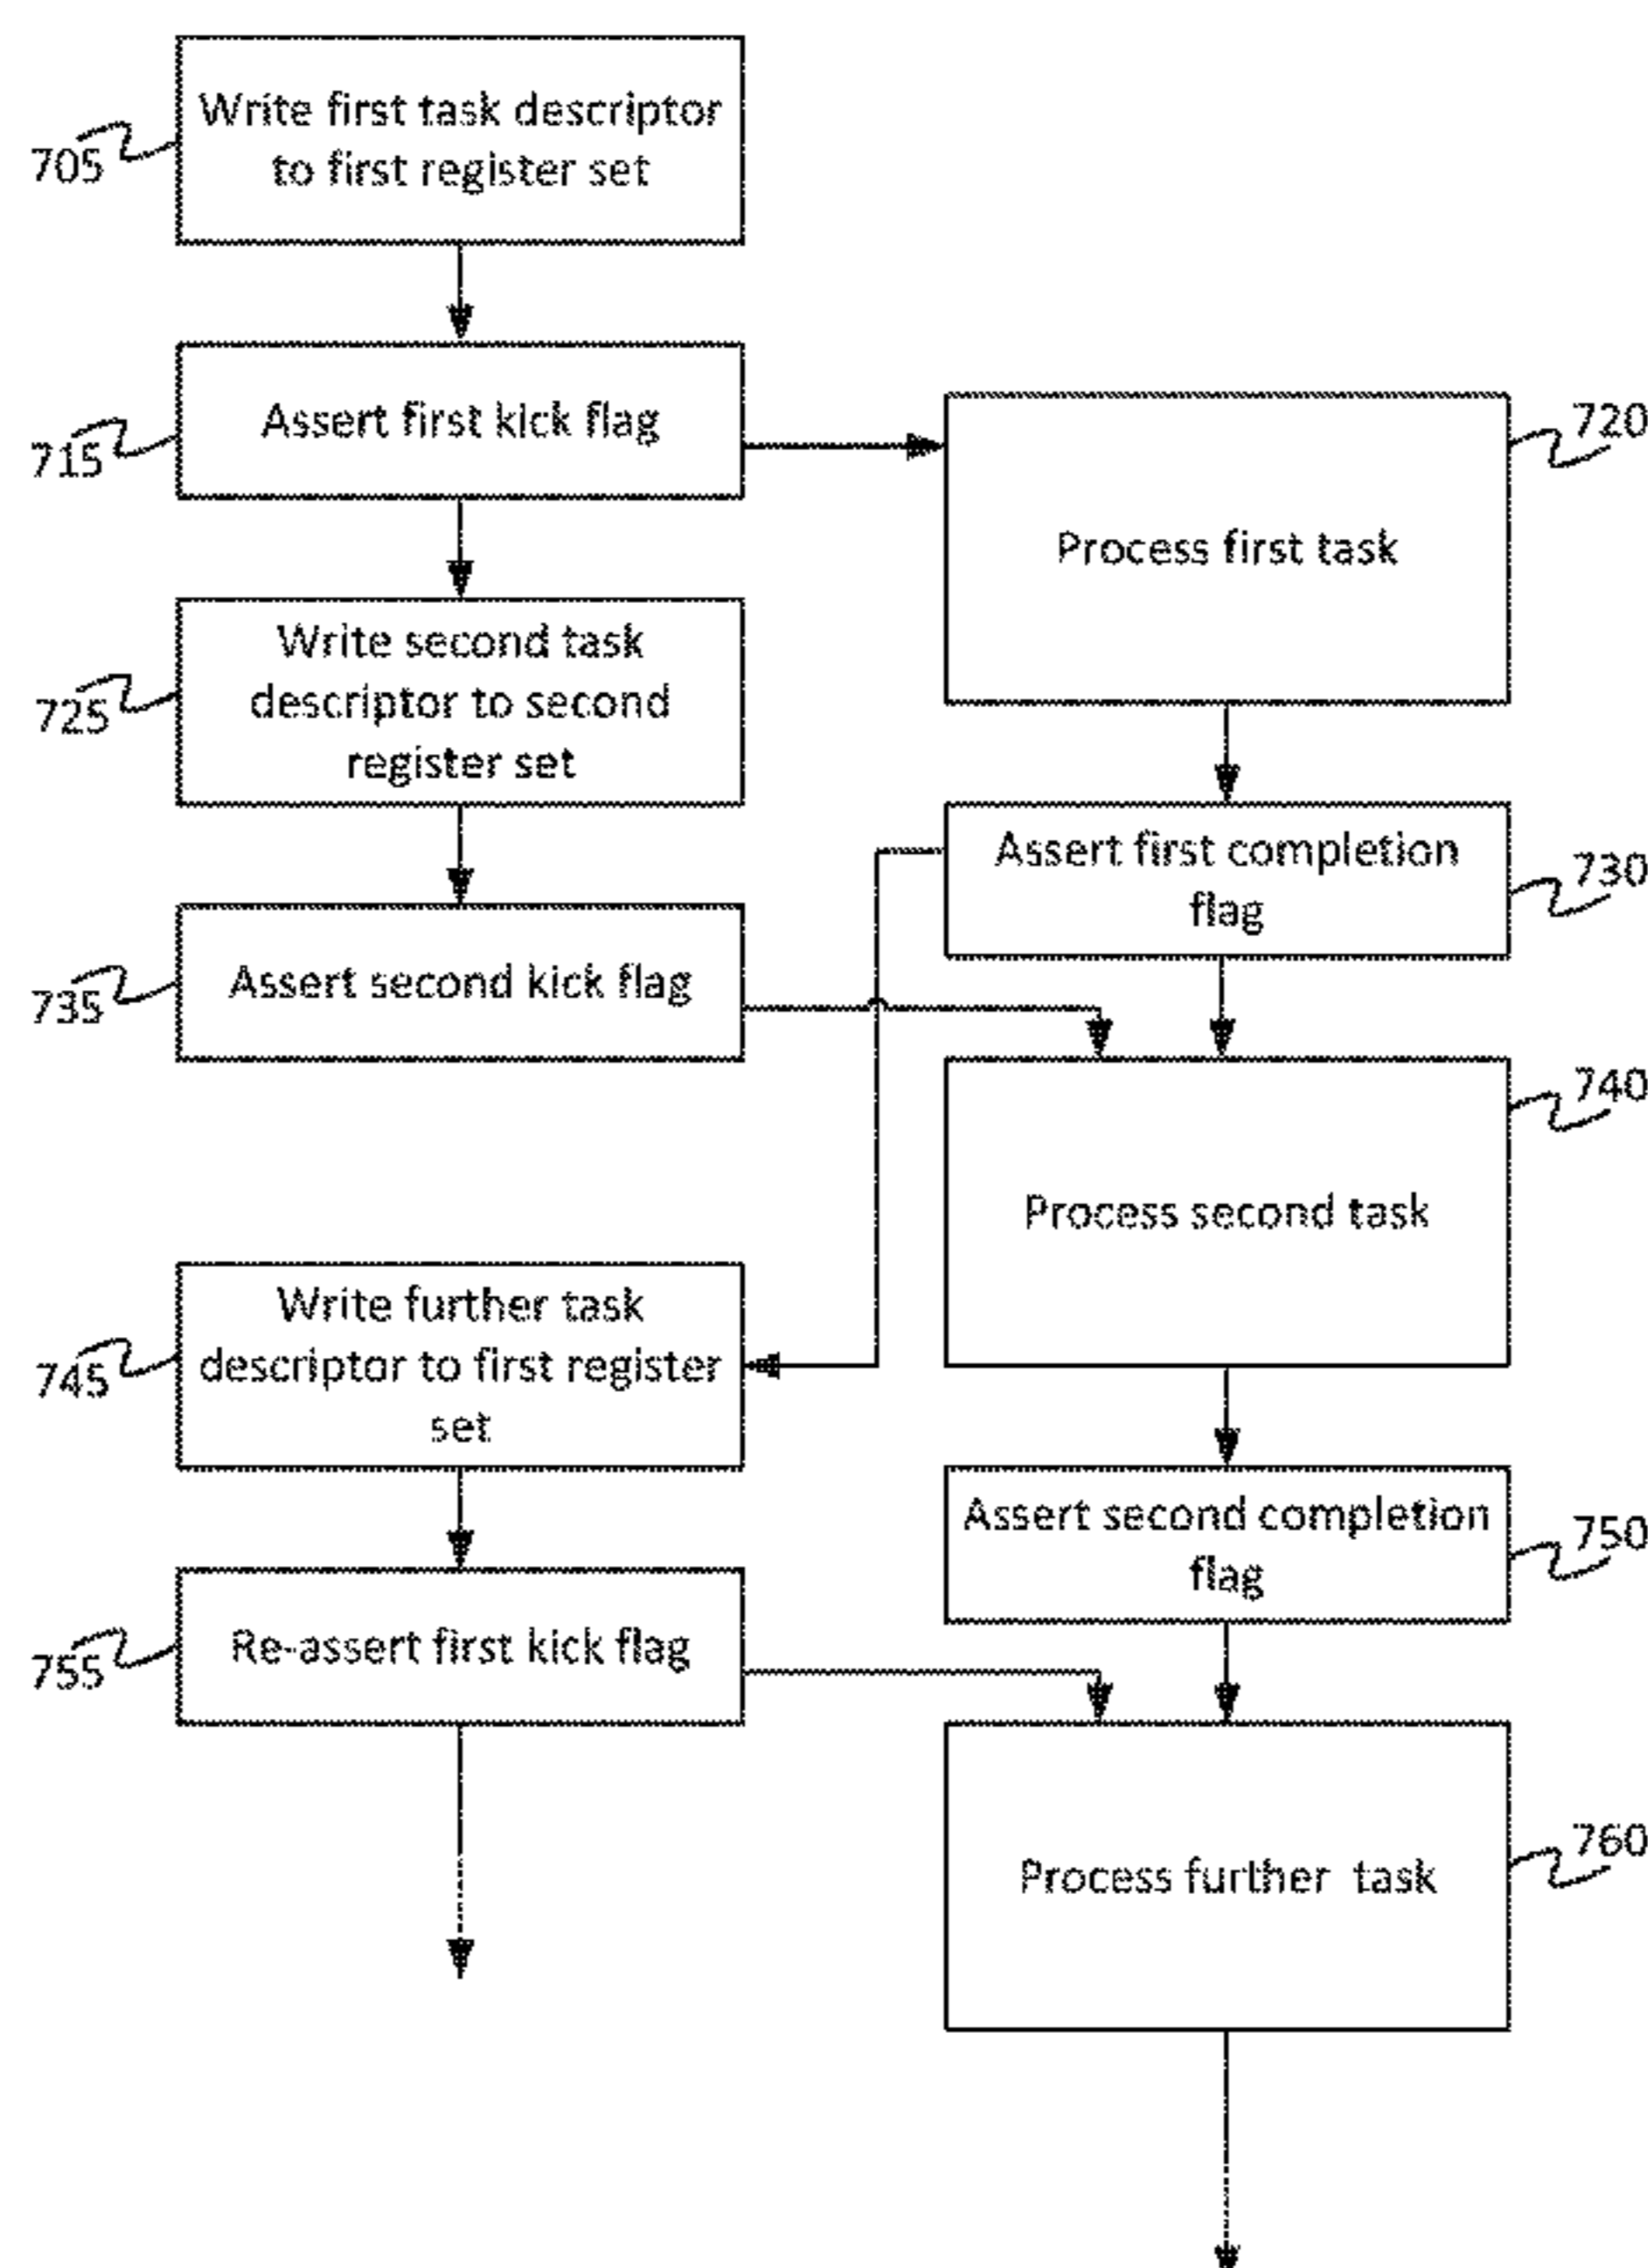 Write first task descriptor
to first register set
705
Assert first kick flag
715
720
Process first task
Write second task
descriptor to second
register set
725
Assert first completion
flag
730
Assert second kick flag
735
740
Process second task
Write further task
descriptor to first register
set
745
Assert second completion
flag
750
Re-assert first kick flag
755
760
Process further task